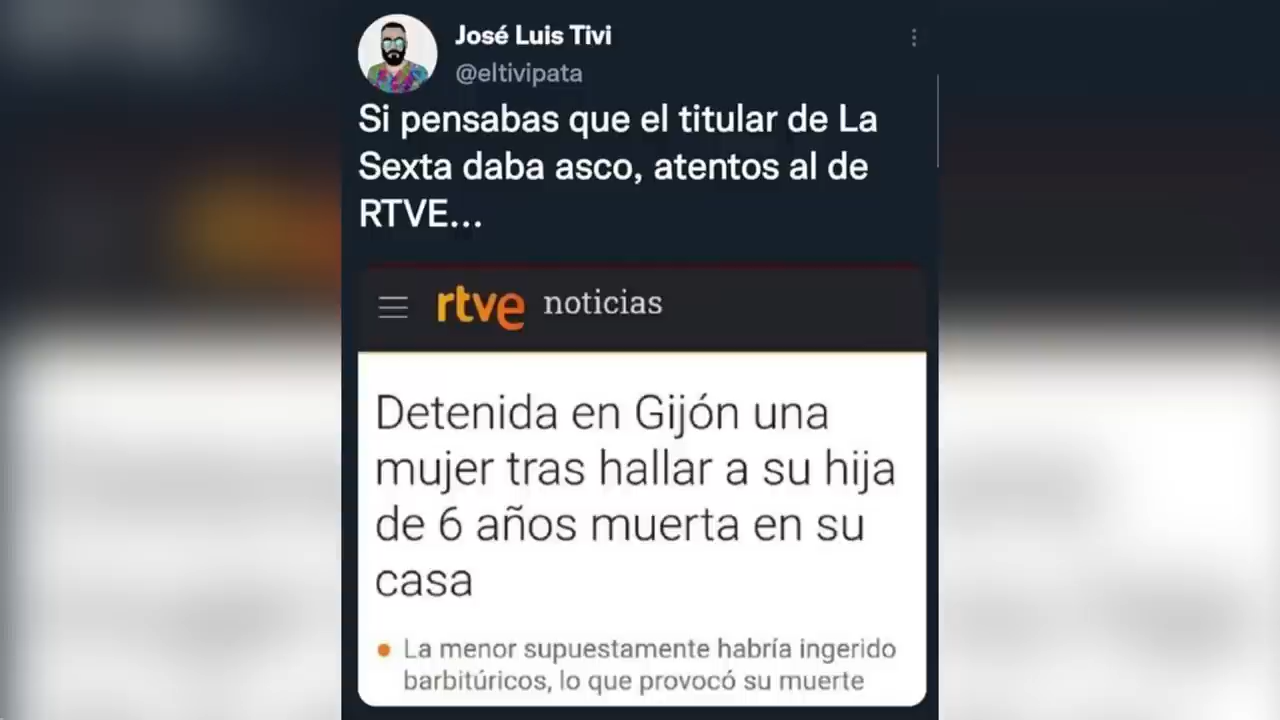 José Luis Tivi
@eltivipata
Si pensabas que el titular de La
Sexta daba asco, atentos al de
RTVE...
rtve noticias
Detenida en Gijón una
mujer tras hallar a su hija
de 6 años muerta en su
casa
La menor supuestamente habría ingerido
barbitúricos, lo que provocó su muerte